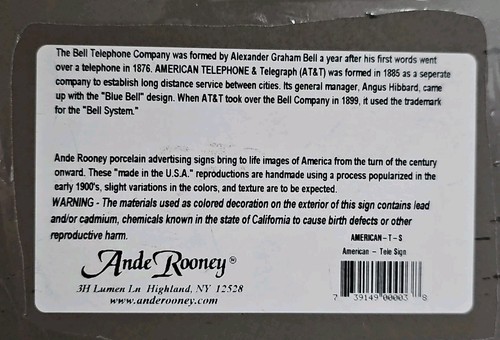 The Bell Telephone Company was formed by Alexander Graham Bell a year after his first words went
over a telephone in 1876. AMERICAN TELEPHONE & Telegraph (AT&T) was formed in 1885 as a seperate
company to establish long distance service between cities. Its general manager, Angus Hibbard, came
up with the "Blue Bell" design. When AT&T took over the Bell Company in 1899, it used the trademark
for the "Bell System."
Ande Rooney porcelain advertising signs bring to life images of America from the turn of the century
onward. These "made in the U.S.A." reproductions are handmade using a process popularized in the
early 1900's, slight variations in the colors, and texture are to be expected.
WARNING - The materials used as colored decoration on the exterior of this sign contains lead
and/or cadmium, chemicals known in the state of California to cause birth defects or other
reproductive harm.
AMERICAN-T-S
American - Tele Sign
Ande Rooney®
3H Lumen Ln Highland, NY 12528
www.anderooney.com
7 39149 00003 8